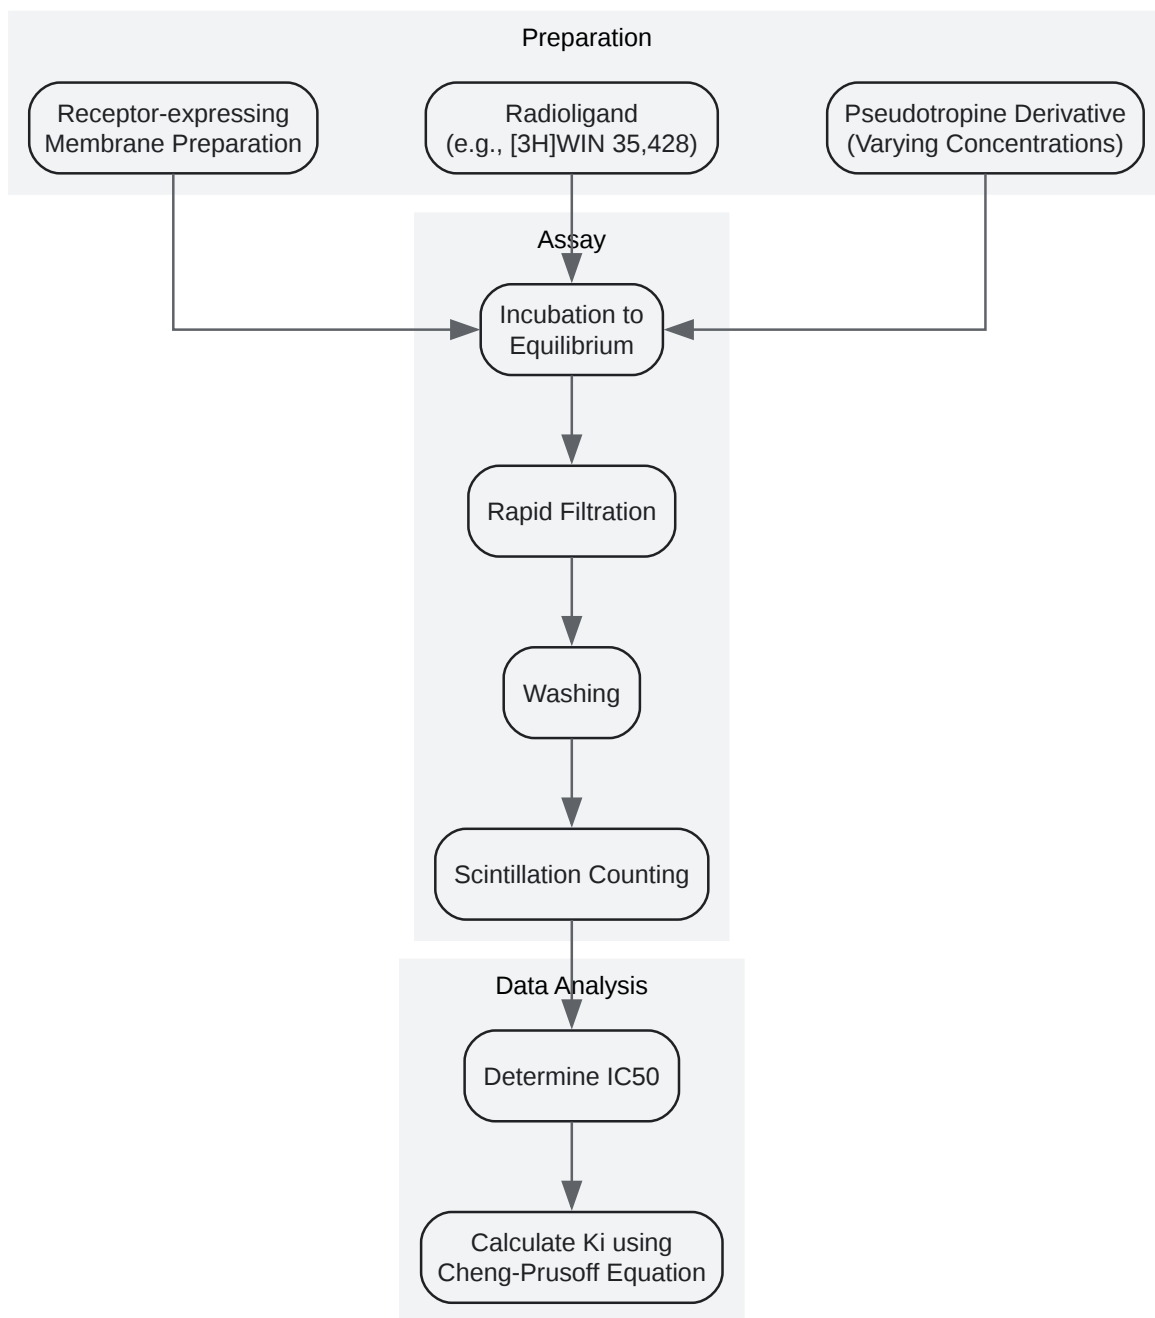 Preparation
Receptor-expressing
Membrane Preparation
Radioligand
(e.g., [3H]WIN 35,428)
Pseudotropine Derivative
(Varying Concentrations)
Assay
Incubation to
Equilibrium
Rapid Filtration
Washing
Scintillation Counting
Data Analysis
Determine IC50
Calculate Ki using
Cheng-Prusoff Equation